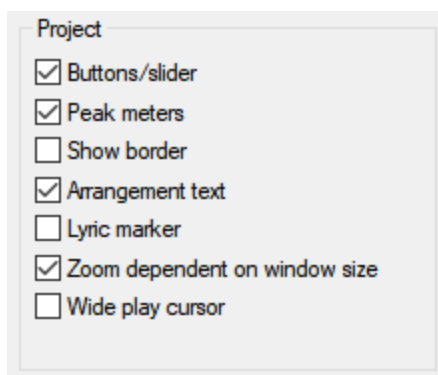 Project
Buttons/slider
Peak meters
Show border
Arrangement text
Lyric marker
Zoom dependent on window size
Wide play cursor